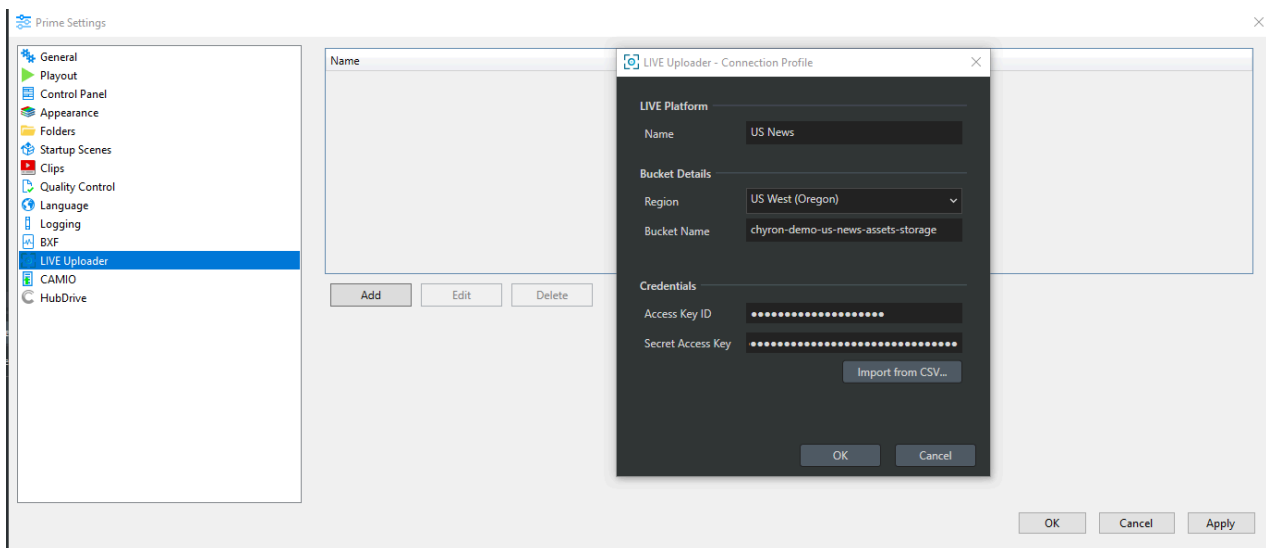 Prime Settings
General
Playout
Control Panel
Appearance
Folders
Startup Scenes
Clips
Quality Control
Language
Logging
BXF
LIVE Uploader
CAMIO
HubDrive
Name
Add Edit Delete
LIVE Uploader - Connection Profile
LIVE Platform
Name US News
Bucket Details
Region US West (Oregon)
Bucket Name chyron-demo-us-news-assets-storage
Credentials
Access Key ID ●●●●●●●●●●●●●●●●●●●●
Secret Access Key ●●●●●●●●●●●●●●●●●●●●●●●●●●●●●●●
Import from CSV...
OK Cancel
OK Cancel Apply